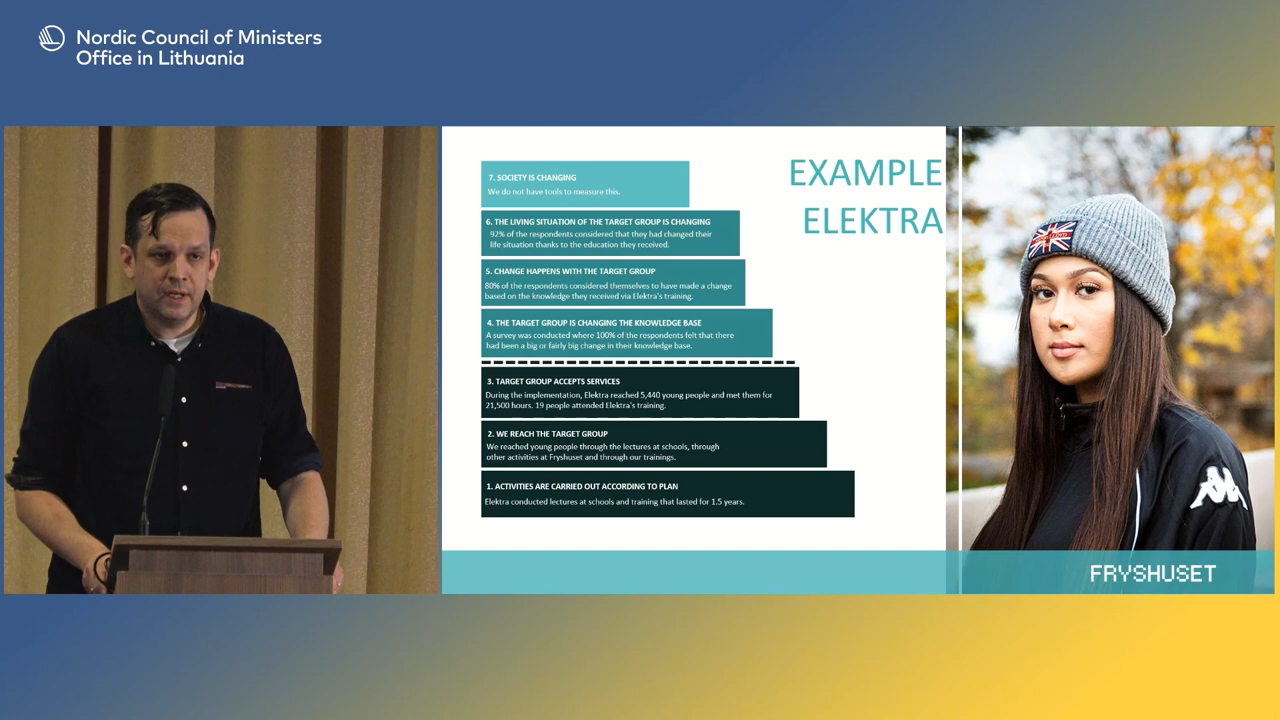 Nordic Council of Ministers
Office in Lithuania
EXAMPLE
ELEKTRA
7. SOCIETY IS CHANGING
We do not have tools to measure this.
6. THE LIVING SITUATION OF THE TARGET GROUP IS CHANGING
92% of the respondents considered that they had changed their
life situation thanks to the education they received.
5. CHANGE HAPPENS WITH THE TARGET GROUP
80% of the respondents considered themselves to have made a change
based on the knowledge they received via Elektra's training.
4. THE TARGET GROUP IS CHANGING THE KNOWLEDGE BASE
A survey was conducted where 100% of the respondents felt that there
had been a big or fairly big change in their knowledge base.
3. TARGET GROUP ACCEPTS SERVICES
During the implementation, Elektra reached 5,440 young people and met them for
21,500 hours. 19 people attended Elektra's training.
2. WE REACH THE TARGET GROUP
We reached young people through the lectures at schools, through
other activities at Fryshuset and through our trainings.
1. ACTIVITIES ARE CARRIED OUT ACCORDING TO PLAN
Elektra conducted lectures at schools and training that lasted for 1.5 years.
FRYSHUSET